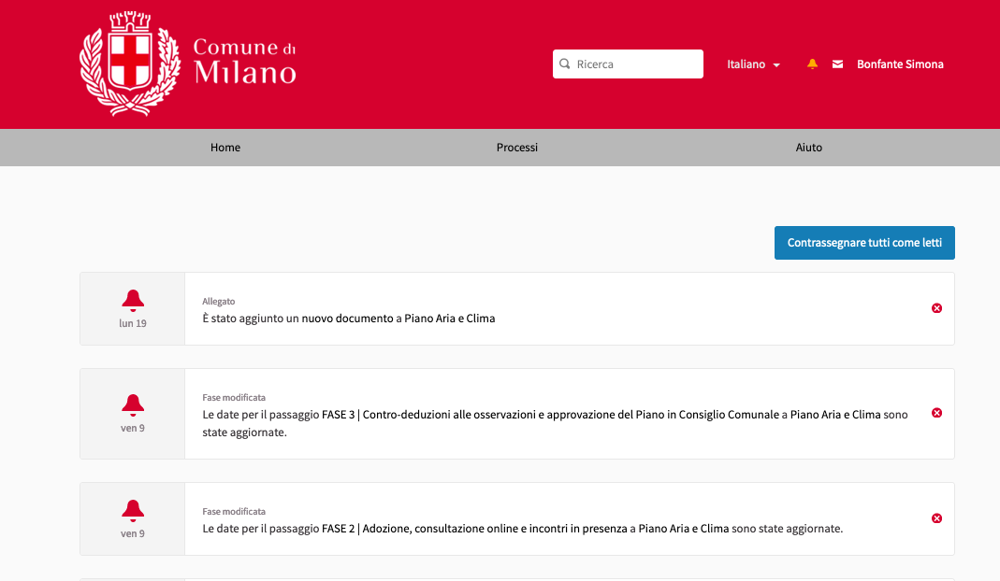 Comune di
Milano
Ricerca
Italiano
Bonfante Simona
Home
Processi
Aiuto
Contrassegnare tutti come letti
lun 19
Allegato
È stato aggiunto un nuovo documento a Piano Aria e Clima
ven 9
Fase modificata
Le date per il passaggio FASE 3 | Contro-deduzioni alle osservazioni e approvazione del Piano in Consiglio Comunale a Piano Aria e Clima sono
state aggiornate.
ven 9
Fase modificata
Le date per il passaggio FASE 2 | Adozione, consultazione online e incontri in presenza a Piano Aria e Clima sono state aggiornate.